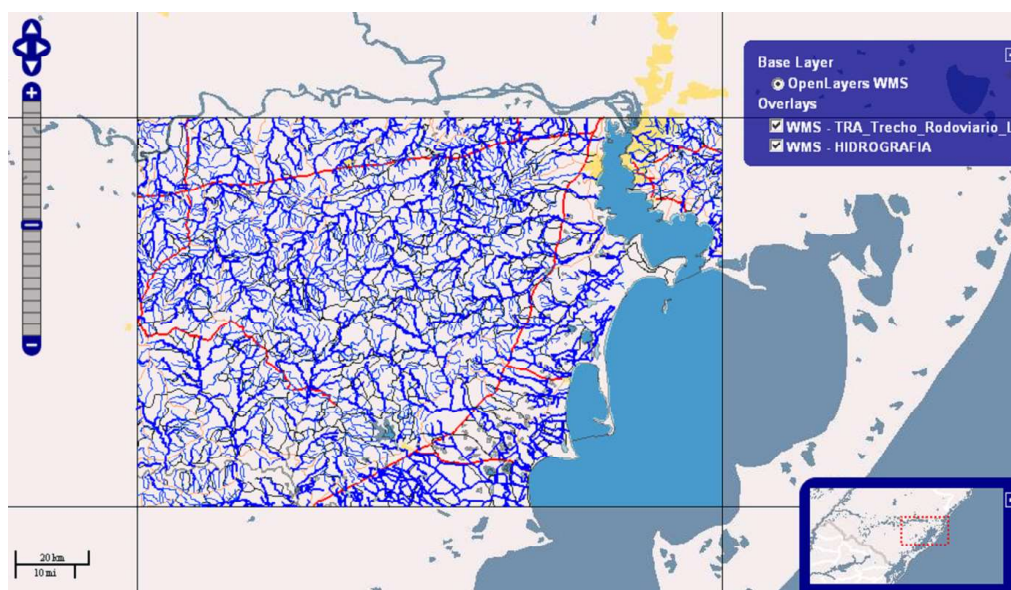 Base Layer
OpenLayers WMS
Overlays
WMS - TRA_Trecho_Rodoviario_L
WMS - HIDROGRAFIA
20 km
10 mi